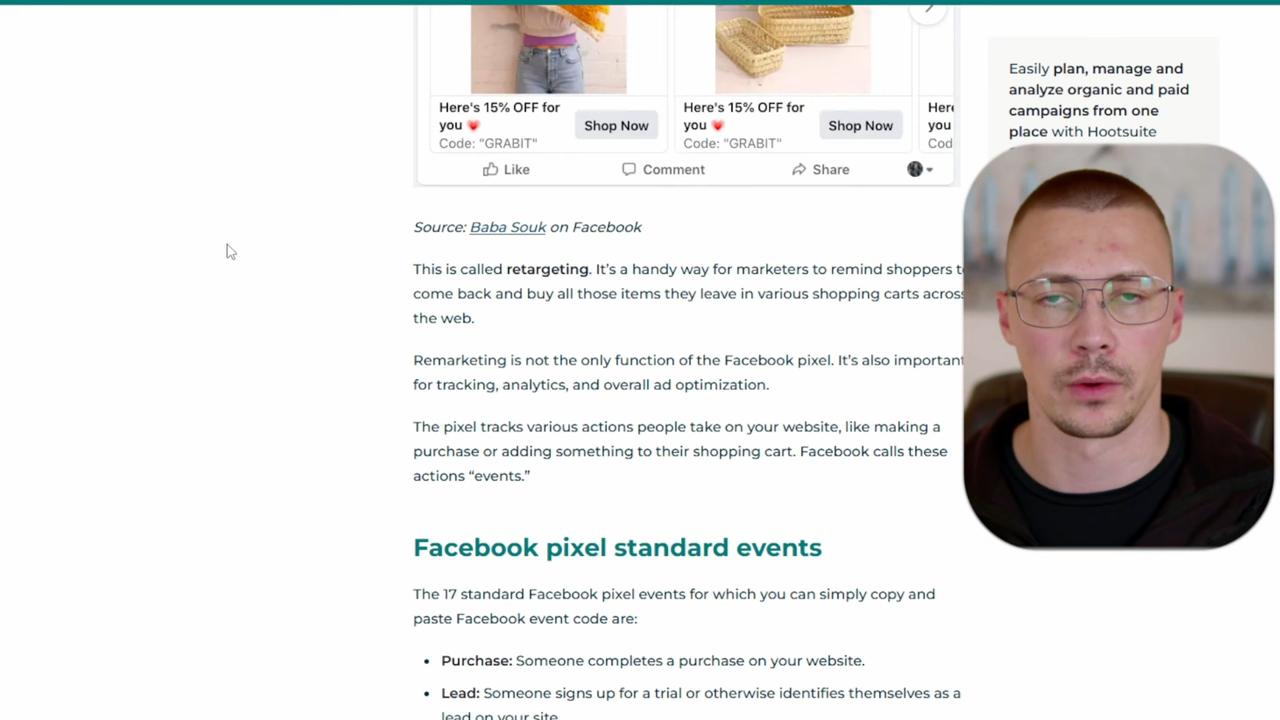 Here's 15% OFF for
you
Code: "GRABIT"
Shop Now
Here's 15% OFF for
you
Code: "GRABIT"
Shop Now
Here
you
Cod
Like
Comment
Share
Easily plan, manage and
analyze organic and paid
campaigns from one
place with Hootsuite
Source: Baba Souk on Facebook
This is called retargeting. It’s a handy way for marketers to remind shoppers
come back and buy all those items they leave in various shopping carts across
the web.
Remarketing is not the only function of the Facebook pixel. It’s also important
for tracking, analytics, and overall ad optimization.
The pixel tracks various actions people take on your website, like making a
purchase or adding something to their shopping cart. Facebook calls these
actions “events.”
Facebook pixel standard events
The 17 standard Facebook pixel events for which you can simply copy and
paste Facebook event code are:
• Purchase: Someone completes a purchase on your website.
• Lead: Someone signs up for a trial or otherwise identifies themselves as a
lead on your site